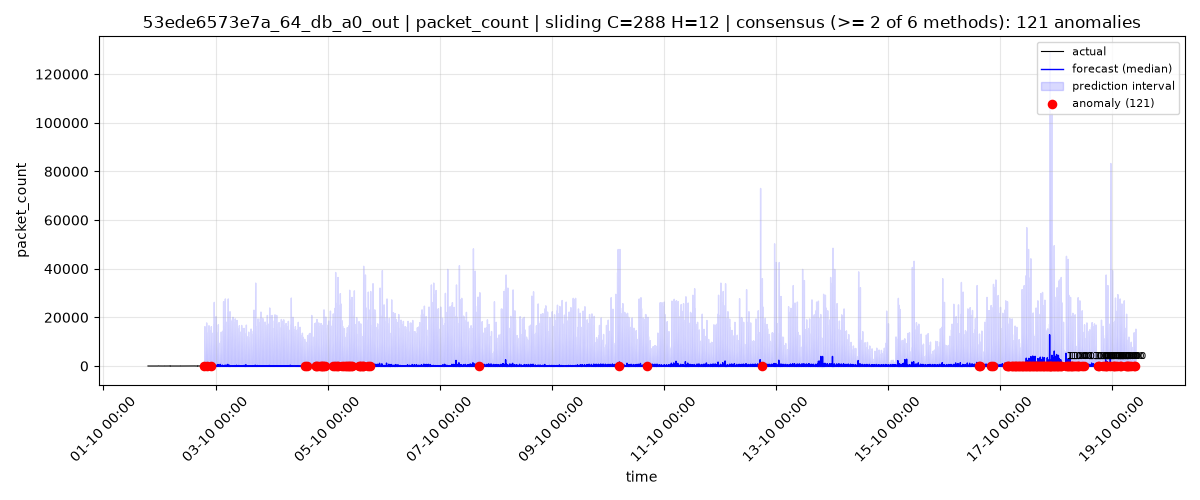 53ede6573e7a_64_db_a0_out | packet_count | sliding C=288 H=12 | consensus (>= 2 of 6 methods): 121 anomalies
actual
forecast (median)
prediction interval
anomaly (121)
packet_count
120000
100000
80000
60000
40000
20000
0
01-10 00:00
03-10 00:00
05-10 00:00
07-10 00:00
09-10 00:00
11-10 00:00
13-10 00:00
15-10 00:00
17-10 00:00
19-10 00:00
time